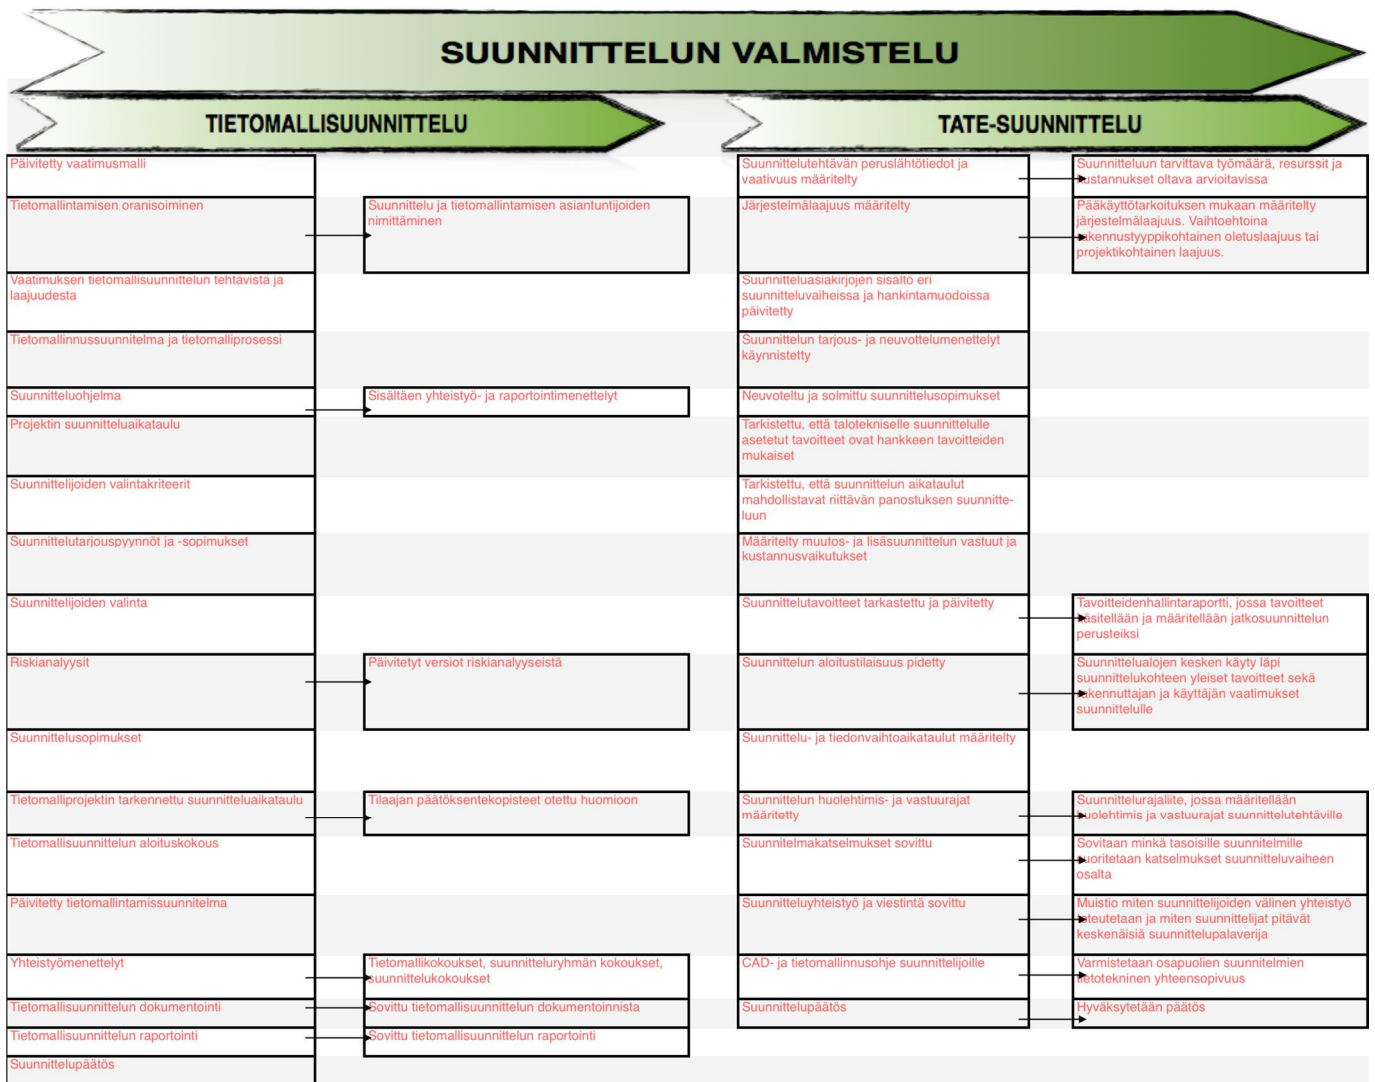 SUUNNITTELUN VALMISTELU
TIETOMALLISUUNNITTELU
Päivitetty vaatimusmalli
Tietomallintamisen oranisoiminen
Suunnittelu ja tietomallintamisen asiantuntijoiden
nimittäminen
Vaatimuksen tietomallisuunnittelun tehtävistä ja
laajuudesta
Tietomallinnussuunnitelma ja tietomalliprosessi
Suunnitteluohjelma
Sisältäen yhteistyö- ja raportointimenettelyt
Projektin suunnitteluaikataulu
Suunnittelijoiden valintakriteerit
Suunnittelutarjouspyynnöt ja -sopimukset
Suunnittelijoiden valinta
Riskianalyysit
Päivitetyt versiot riskianalyyseistä
Suunnittelusopimukset
Tietomalliprojektin tarkennettu suunnitteluaikataulu
Tilaajan päätöksentekopisteet otettu huomioon
Tietomallisuunnittelun aloituskokous
Päivitetty tietomallintamissuunnitelma
Yhteistyömenettelyt
Tietomallikokoukset, suunnitteluryhmän kokoukset,
suunnittelukokoukset
Tietomallisuunnittelun dokumentointi
Sovittu tietomallisuunnittelun dokumentoinnista
Tietomallisuunnittelun raportointi
Sovittu tietomallisuunnittelun raportointi
Suunnittelupäätös
TATE-SUUNNITTELU
Suunnittelutehtävän peruslähtötiedot ja
vaativuus määritelty
Suunnitteluun tarvittava työmäärä, resurssit ja
kustannukset oltava arvioitavissa
Järjestelmälaajuus määritelty
Pääkäyttötarkoituksen mukaan määritelty
järjestelmälaajuus. Vaihtoehtoina
rakennustyyppikohtainen oletuslaajuus tai
projektikohtainen laajuus.
Suunnitteluasiakirjojen sisältö eri
suunnitteluvaiheissa ja hankintamuodoissa
päivitetty
Suunnittelun tarjous- ja neuvottelumenettelyt
käynnistetty
Neuvoteltu ja solmittu suunnittelusopimukset
Tarkistettu, että talotekniselle suunnittelulle
asetetut tavoitteet ovat hankkeen tavoitteiden
mukaiset
Tarkistettu, että suunnittelun aikataulut
mahdollistavat riittävän panostuksen suunnitte-
luun
Määritelty muutos- ja lisäsuunnittelun vastuut ja
kustannusvaikutukset
Suunnittelutavoitteet tarkastettu ja päivitetty
Tavoitteidenhallintaraportti, jossa tavoitteet
käsitellään ja määritellään jatkosuunnittelun
perusteiksi
Suunnittelun aloitustilaisuus pidetty
Suunnittelualojen kesken käyty läpi
suunnittelukohteen yleiset tavoitteet sekä
rakennuttajan ja käyttäjän vaatimukset
suunnittelulle
Suunnittelu- ja tiedonvaihtoaikataulut määritelty
Suunnittelun huolehtimis- ja vastuurajat
määritetty
Suunnittelurajaliite, jossa määritellään
huolehtimis ja vastuurajat suunnittelutehtäville
Suunnitelmakatselmukset sovittu
Sovitaan minkä tasoisille suunnitelmille
suoritetaan katselmukset suunnitteluvaiheen
osalta
Suunnitteluyhteistyö ja viestintä sovittu
Muistio miten suunnittelijoiden välinen yhteistyö
toteutetaan ja miten suunnittelijat pitävät
keskenäisiä suunnittelupalaverija
CAD- ja tietomallinnusohje suunnittelijoille
Varmistetaan osapuolien suunnitelmien
tietotekninen yhteensopivuus
Suunnittelupäätös
Hyväksytetään päätös